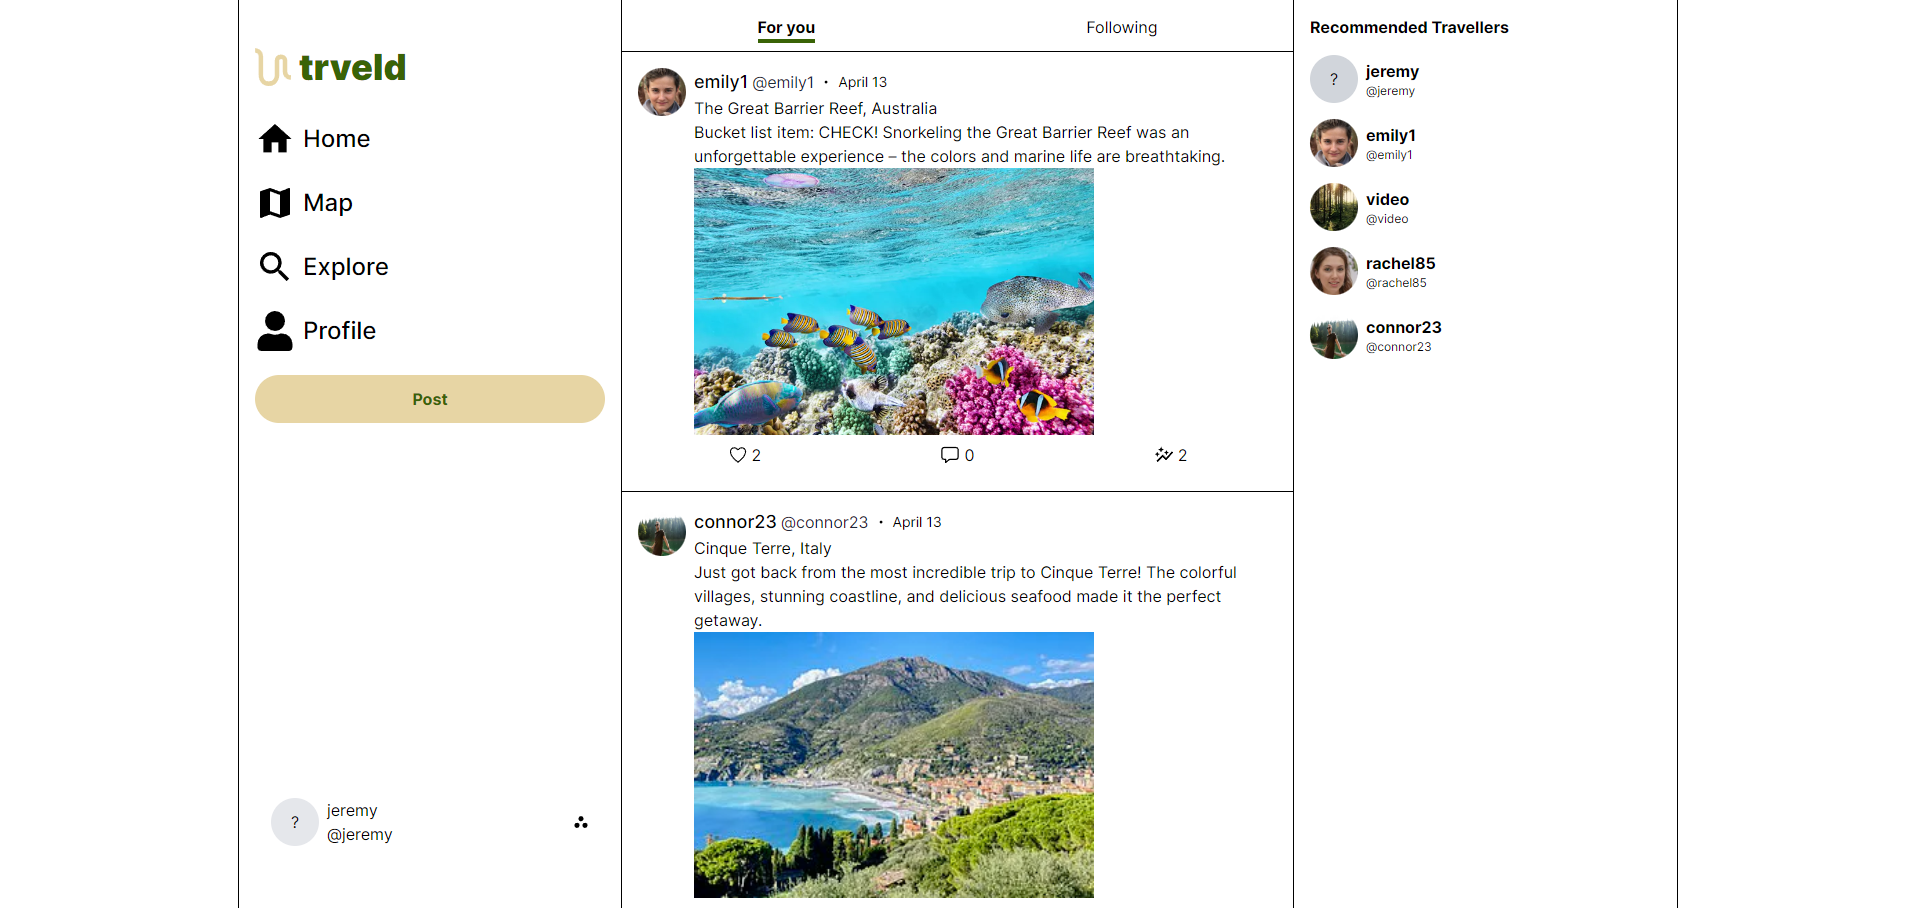 trveld
Home
Map
Explore
Profile
Post
?
jeremy
@jeremy
For you
Following
emily1 @emily1 · April 13
The Great Barrier Reef, Australia
Bucket list item: CHECK! Snorkeling the Great Barrier Reef was an
unforgettable experience – the colors and marine life are breathtaking.
2
0
2
connor23 @connor23 · April 13
Cinque Terre, Italy
Just got back from the most incredible trip to Cinque Terre! The colorful
villages, stunning coastline, and delicious seafood made it the perfect
getaway.
Recommended Travellers
?
jeremy
@jeremy
emily1
@emily1
video
@video
rachel85
@rachel85
connor23
@connor23